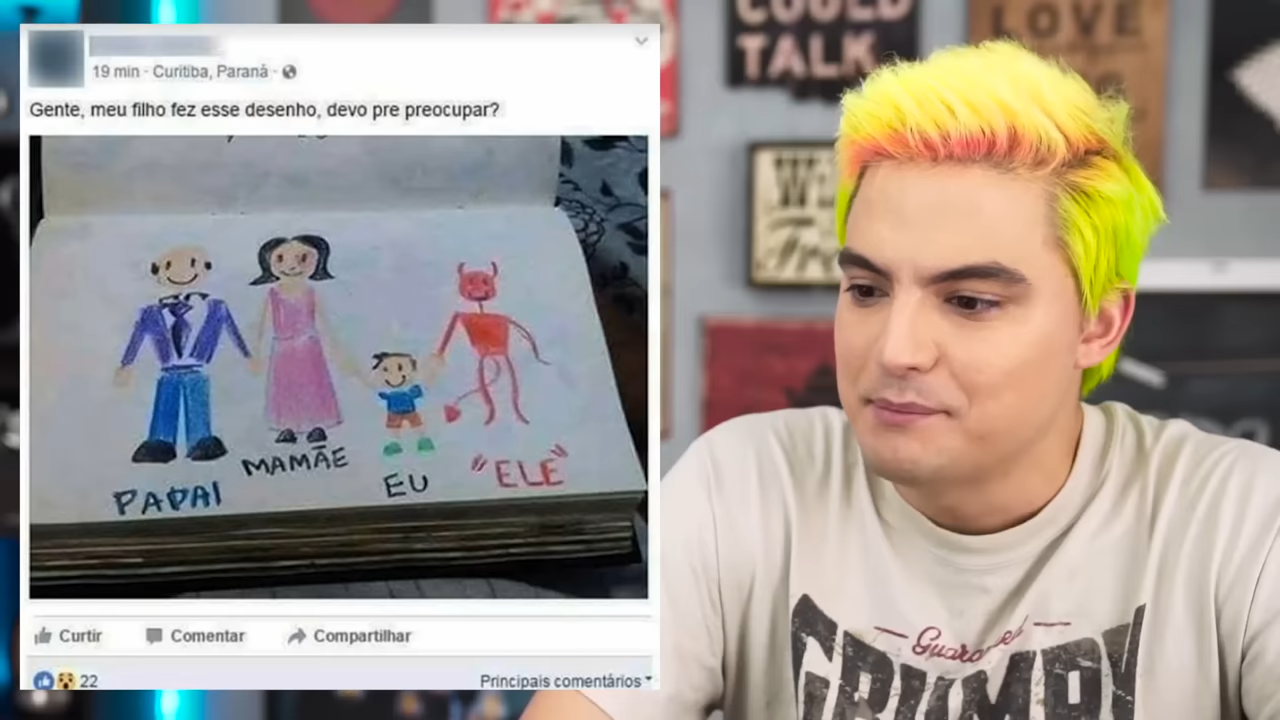 19 min · Curitiba, Paraná ·
Gente, meu filho fez esse desenho, devo pre preocupar?
PAPAI
MAMÃE
EU
"ELE"
Curtir
Comentar
Compartilhar
22
Principais comentários
COULD
TALK
LOVE
GRUMPY